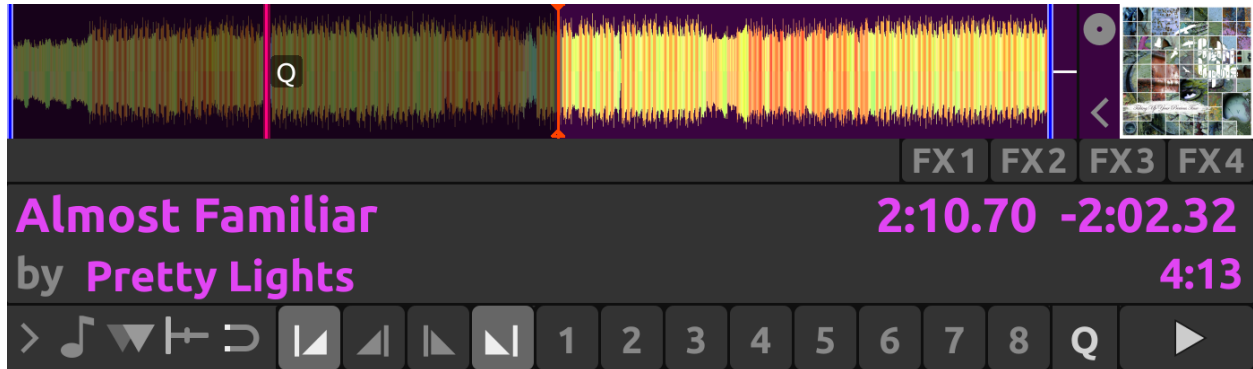 Q
FX1 FX2 FX3 FX4
Almost Familiar 2:10.70 -2:02.32
by Pretty Lights 4:13
1 2 3 4 5 6 7 8 Q